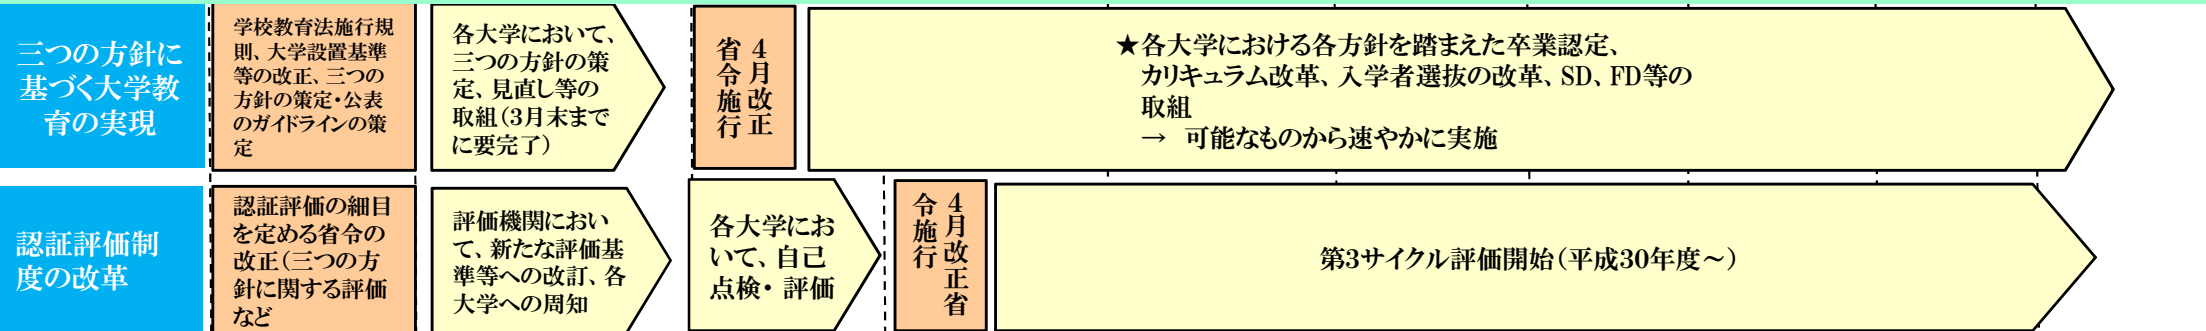 三つの方針に
基づく大学教
育の実現
学校教育法施行規
則、大学設置基準
等の改正、三つの
方針の策定・公表
のガイドラインの策
定
各大学において、
三つの方針の策
定、見直し等の
取組（3月末まで
に要完了）
４月改正
省令施行
★各大学における各方針を踏まえた卒業認定、
カリキュラム改革、入学者選抜の改革、SD、FD等の
取組
→　可能なものから速やかに実施
認証評価制
度の改革
認証評価の細目
を定める省令の
改正（三つの方
針に関する評価
など
評価機関におい
て、新たな評価基
準等への改訂、各
大学への周知
各大学にお
いて、自己
点検・評価
４月改正省
令施行
第3サイクル評価開始（平成30年度～）